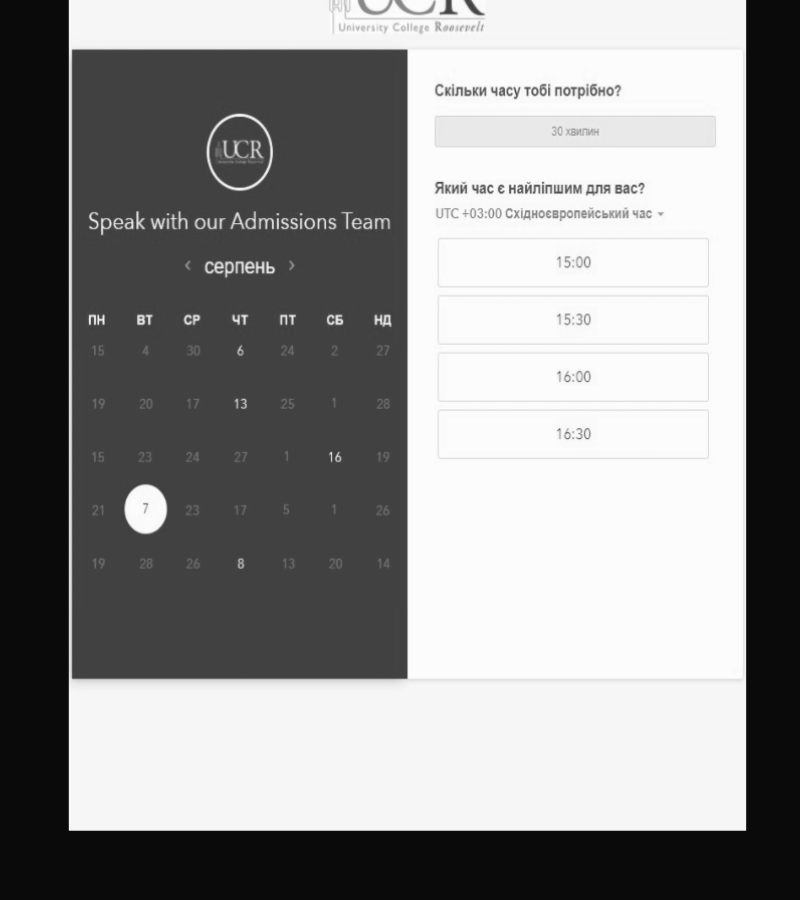 UCR
University College Roosevelt
UCR
Speak with our Admissions Team
< серпень >
ПН ВТ СР ЧТ ПТ СБ НД
15 4 30 6 24 2 27
19 20 17 13 25 1 28
15 23 24 27 1 16 19
21 7 23 17 5 1 26
19 28 26 8 13 20 14
Скільки часу тобі потрібно?
30 хвилин
Який час є найліпшим для вас?
UTC +03:00 Східноєвропейський час
15:00
15:30
16:00
16:30